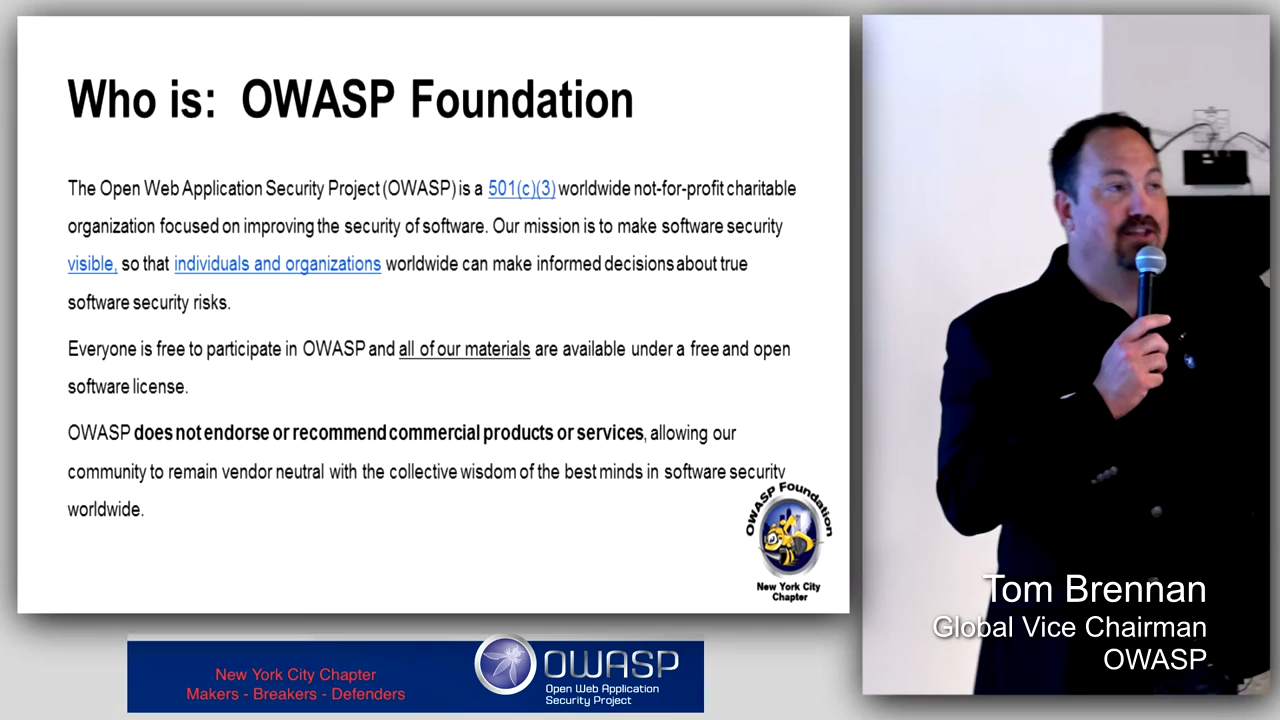 Who is: OWASP Foundation
The Open Web Application Security Project (OWASP) is a 501(c)(3) worldwide not-for-profit charitable
organization focused on improving the security of software. Our mission is to make software security
visible, so that individuals and organizations worldwide can make informed decisions about true
software security risks.
Everyone is free to participate in OWASP and all of our materials are available under a free and open
software license.
OWASP does not endorse or recommend commercial products or services, allowing our
community to remain vendor neutral with the collective wisdom of the best minds in software security
worldwide.
OWASP Foundation
New York City
Chapter
New York City Chapter
Makers - Breakers - Defenders
OWASP
Open Web Application
Security Project
Tom Brennan
Global Vice Chairman
OWASP